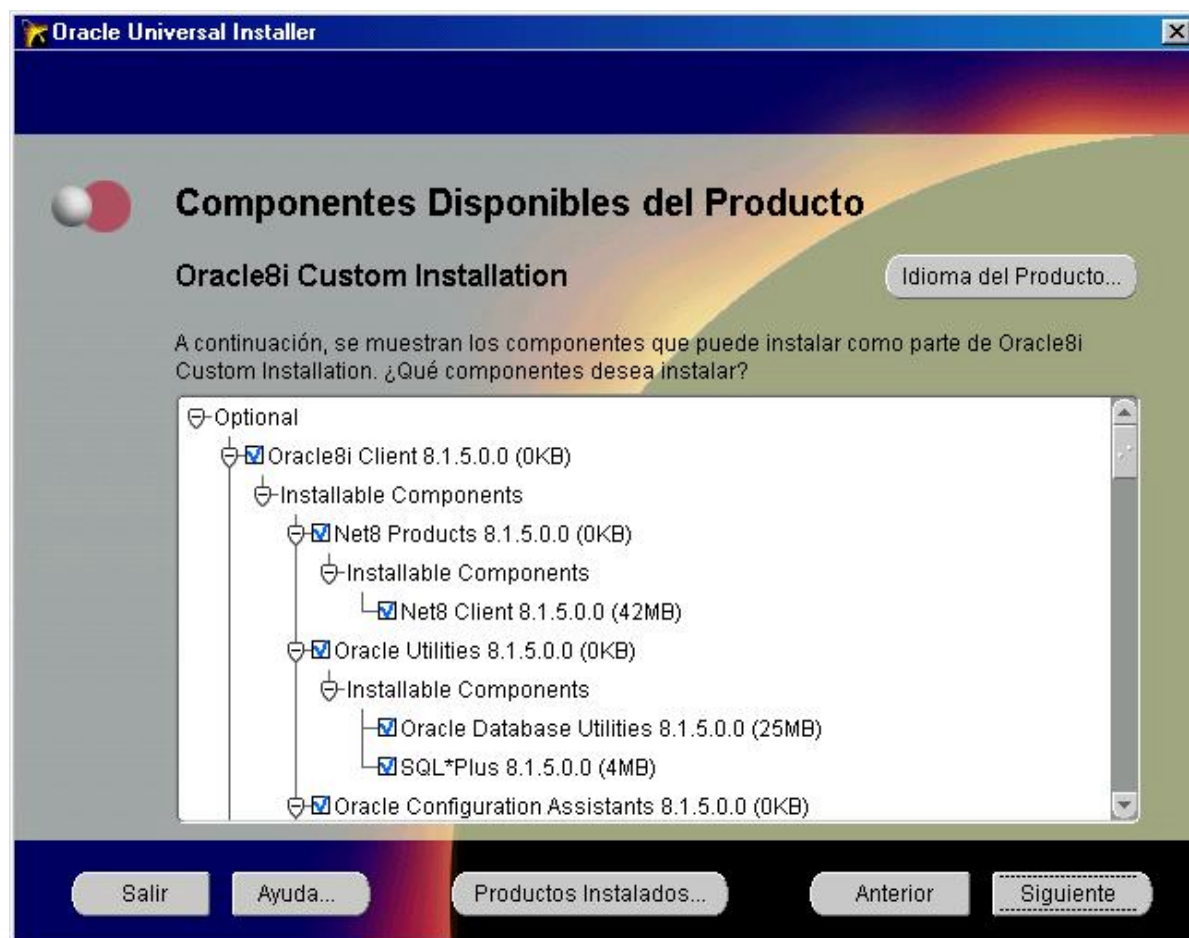 Oracle Universal Installer
Componentes Disponibles del Producto
Oracle8i Custom Installation
Idioma del Producto...
A continuación, se muestran los componentes que puede instalar como parte de Oracle8i
Custom Installation. ¿Qué componentes desea instalar?
Optional
Oracle8i Client 8.1.5.0.0 (0KB)
Installable Components
Net8 Products 8.1.5.0.0 (0KB)
Installable Components
Net8 Client 8.1.5.0.0 (42MB)
Oracle Utilities 8.1.5.0.0 (0KB)
Installable Components
Oracle Database Utilities 8.1.5.0.0 (25MB)
SQL*Plus 8.1.5.0.0 (4MB)
Oracle Configuration Assistants 8.1.5.0.0 (0KB)
Salir
Ayuda...
Productos Instalados...
Anterior
Siguiente